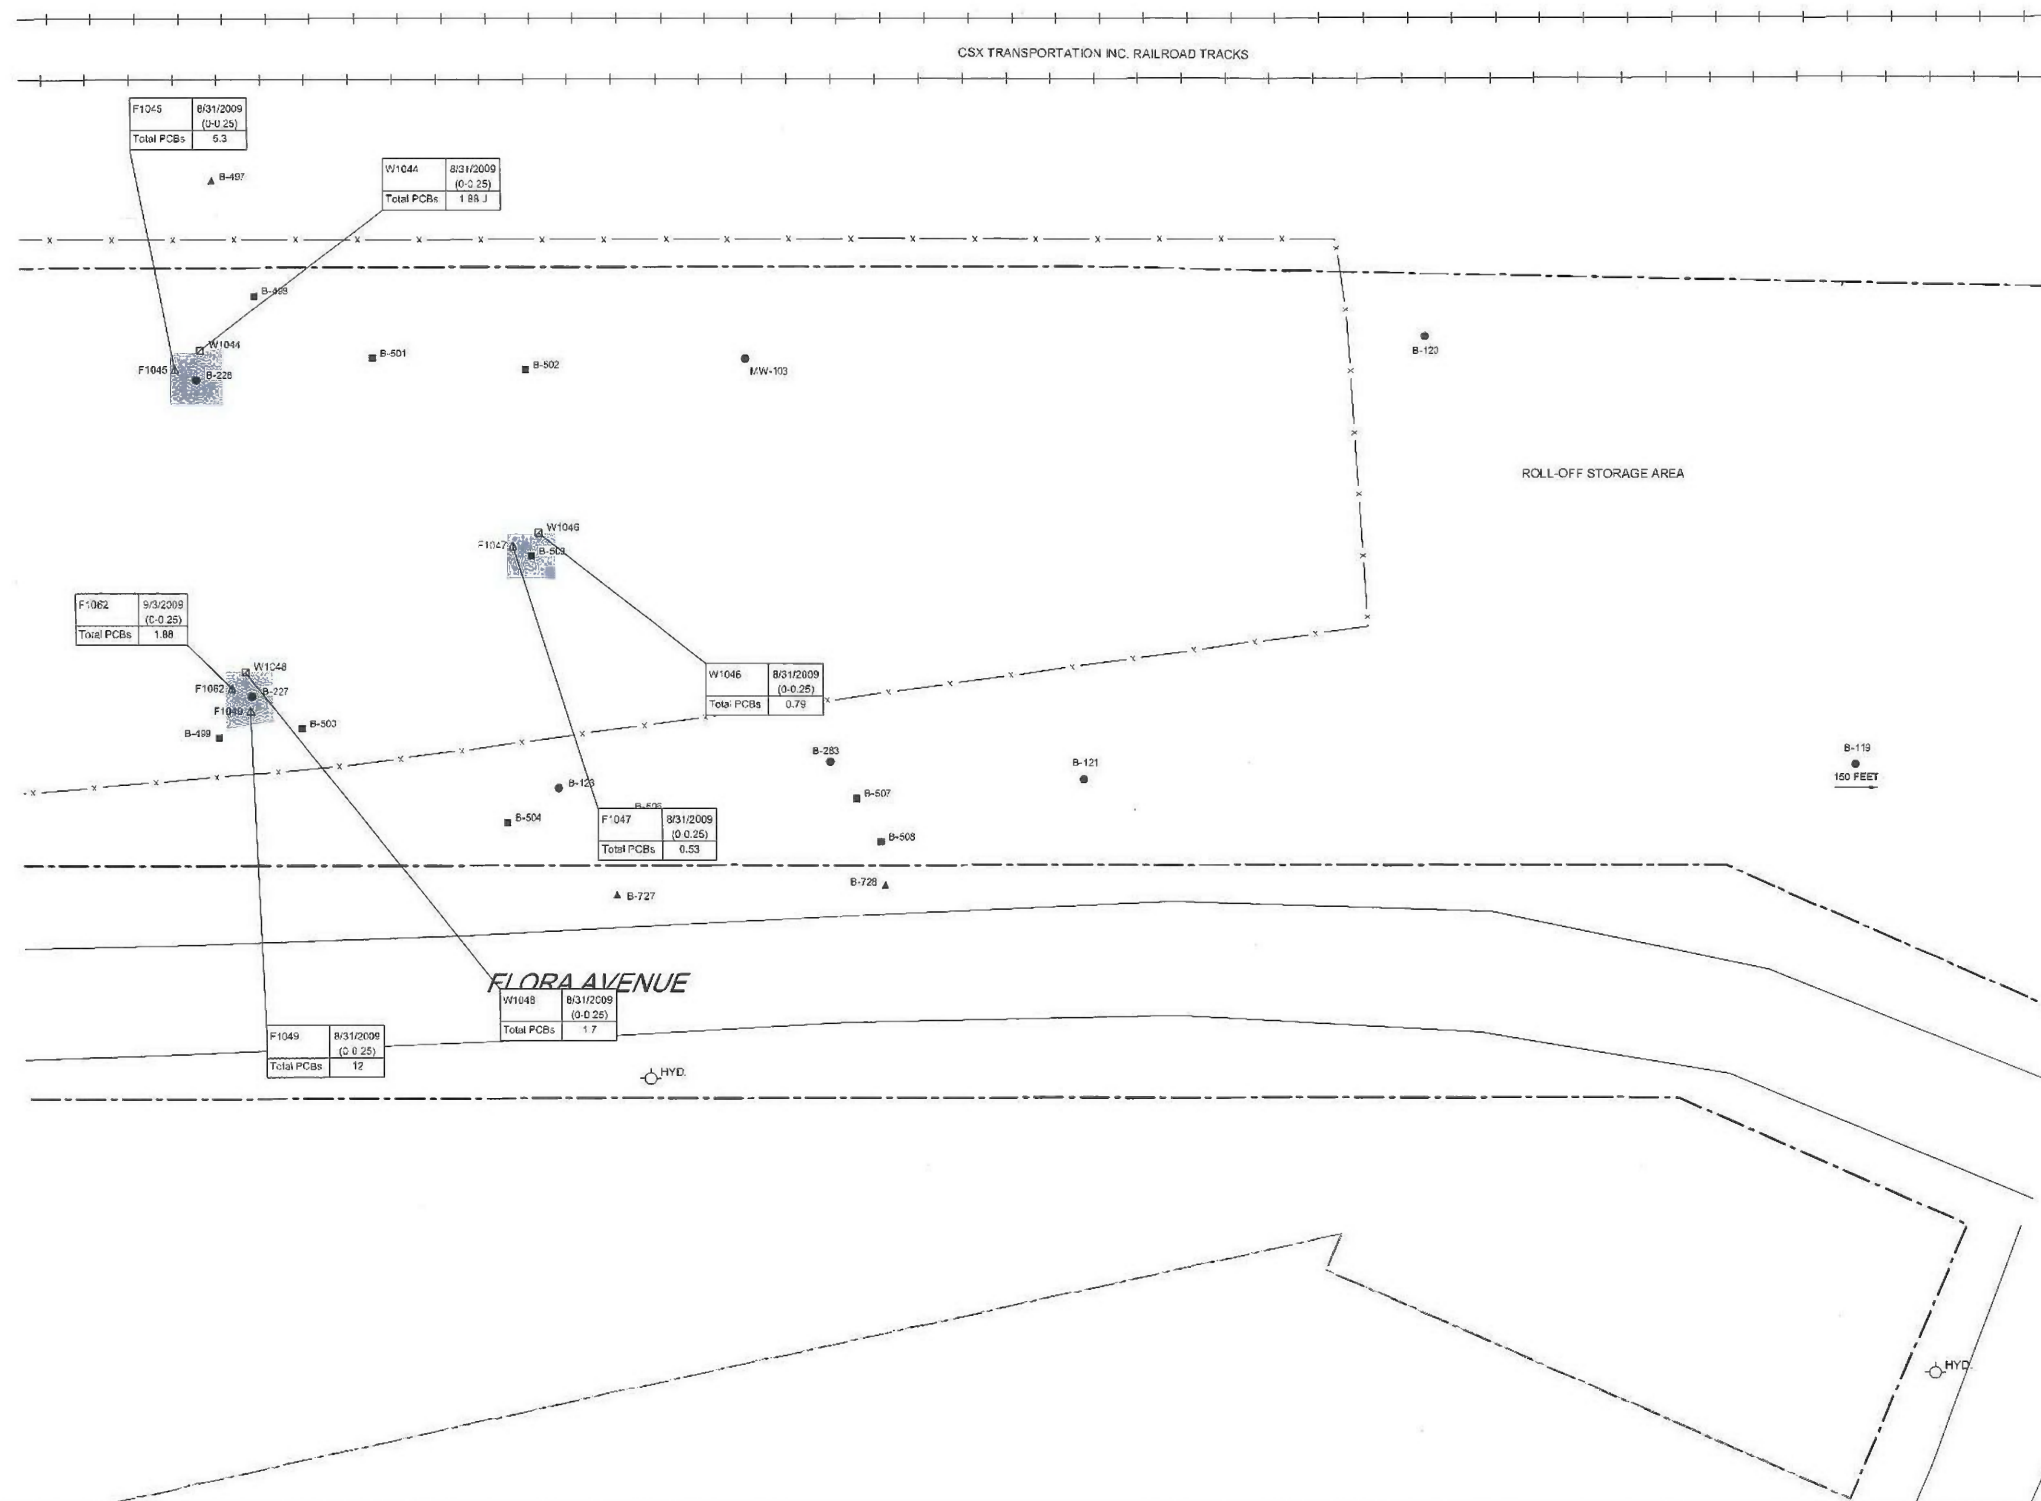 CSX TRANSPORTATION INC. RAILROAD TRACKS
F1045 8/31/2009
(0-0.25)
Total PCBs 5.3
B-497
W1044 8/31/2009
(0-0.25)
Total PCBs 1.88 J
B-498
W1044
F1045
B-228
B-501
B-502
MW-103
B-120
ROLL-OFF STORAGE AREA
W1046
F1047
F1062 9/3/2009
(0-0.25)
Total PCBs 1.88
W1048
F1062
B-227
F1049
B-499
B-503
W1046 8/31/2009
(0-0.25)
Total PCBs 0.79
B-283
B-121
B-119
150 FEET
B-123
B-507
B-504
B-508
F1047 8/31/2009
(0-0.25)
Total PCBs 0.53
B-728
B-727
FLORA AVENUE
W1048 8/31/2009
(0-0.25)
Total PCBs 1.7
F1049 8/31/2009
(0-0.25)
Total PCBs 12
HYD.
HYD.